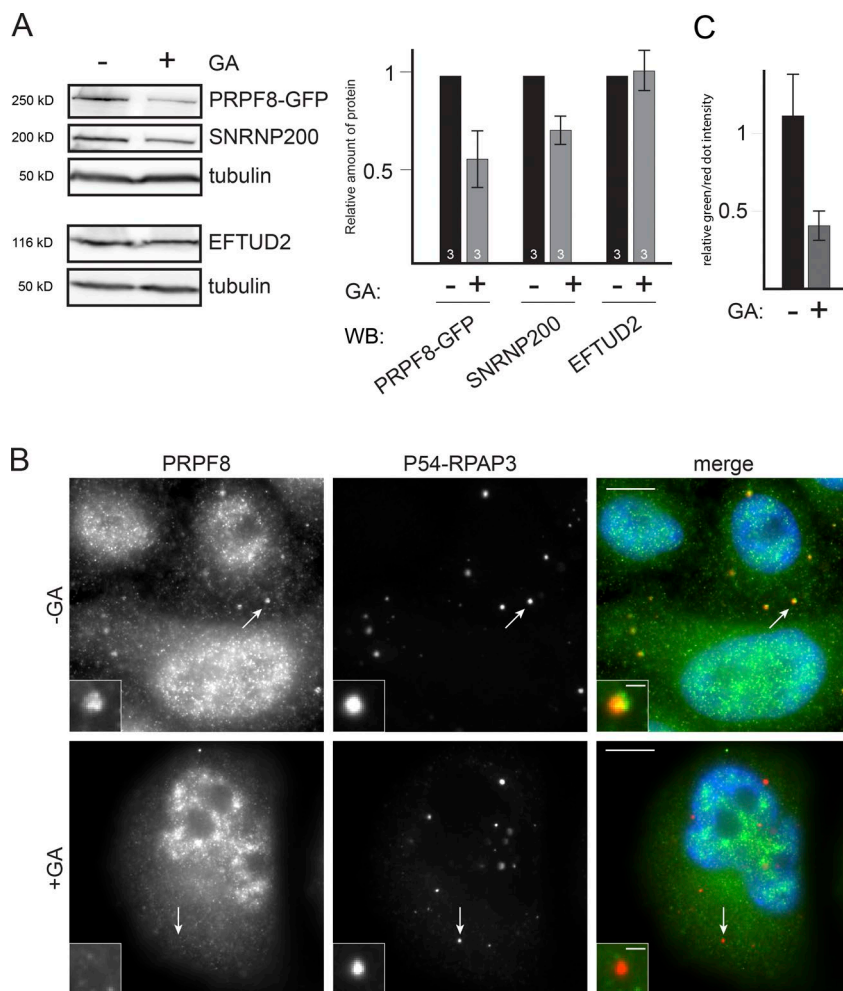 A
- + GA
250 kD PRPF8-GFP
200 kD SNRNP200
50 kD tubulin
116 kD EFTUD2
50 kD tubulin
Relative amount of protein
1
0.5
3 3 3 3 3 3
GA: - + - + - +
WB: PRPF8-GFP SNRNP200 EFTUD2
C
relative green/red dot intensity
1
0.5
GA: - +
B
PRPF8 P54-RPAP3 merge
-GA
+GA